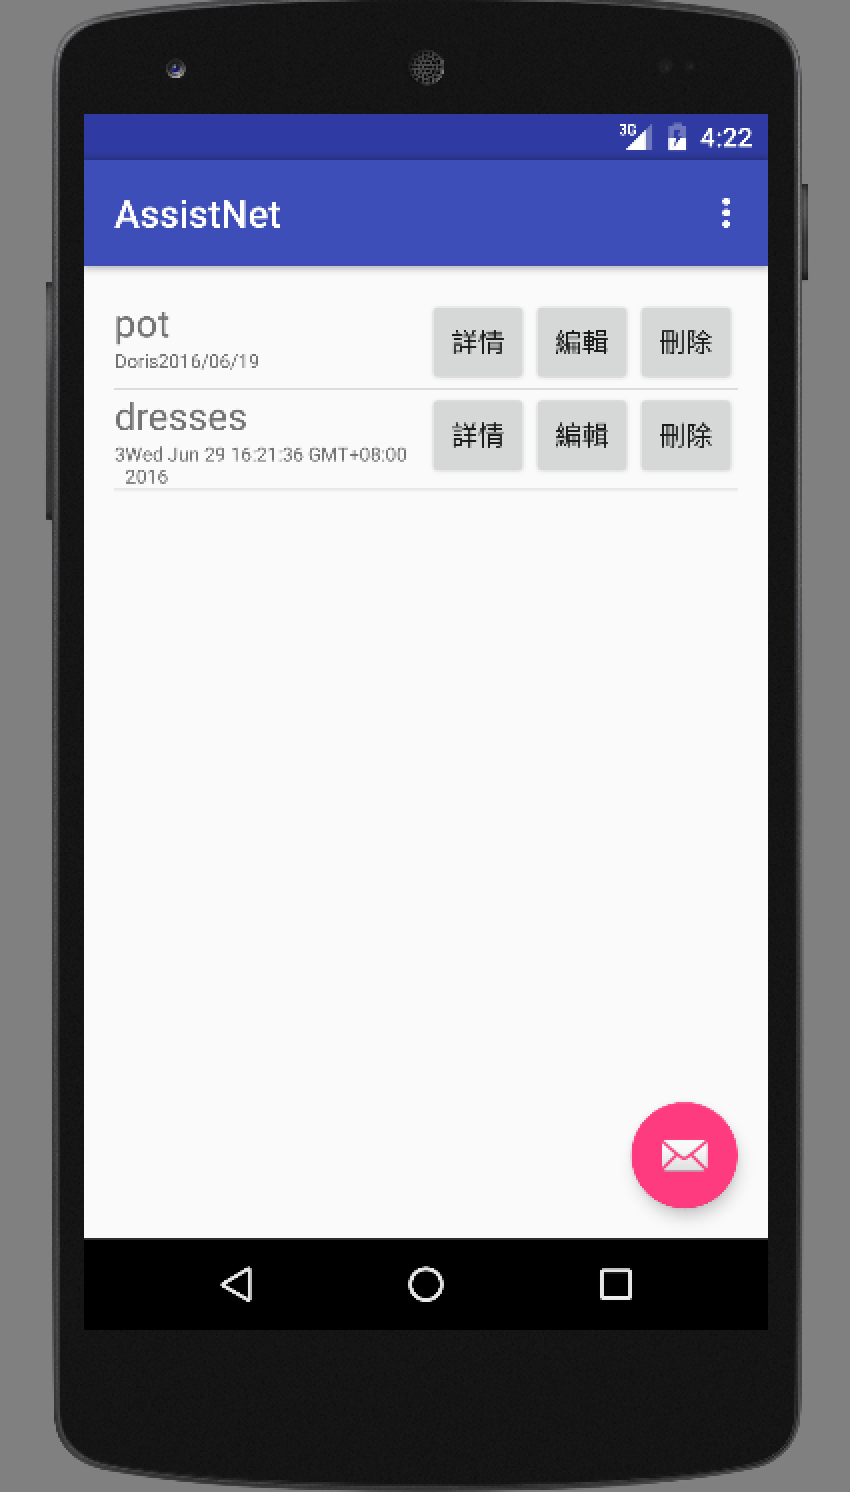 3G 4:22
AssistNet
pot 詳情 編輯 刪除
Doris2016/06/19
dresses 詳情 編輯 刪除
3Wed Jun 29 16:21:36 GMT+08:00
2016